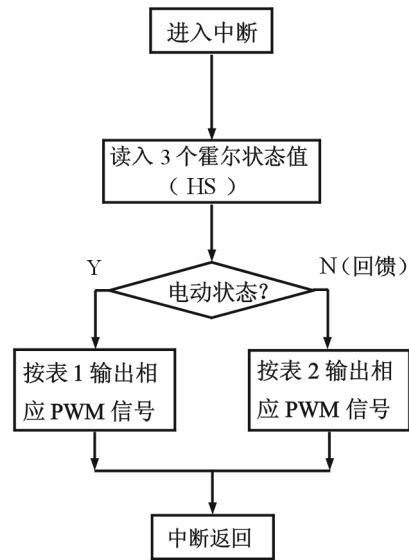 进入中断
读入 3 个霍尔状态值
（ HS ）
Y
N（回馈）
电动状态？
按表 1 输出相
应 PWM 信号
按表 2 输出相
应 PWM 信号
中断返回